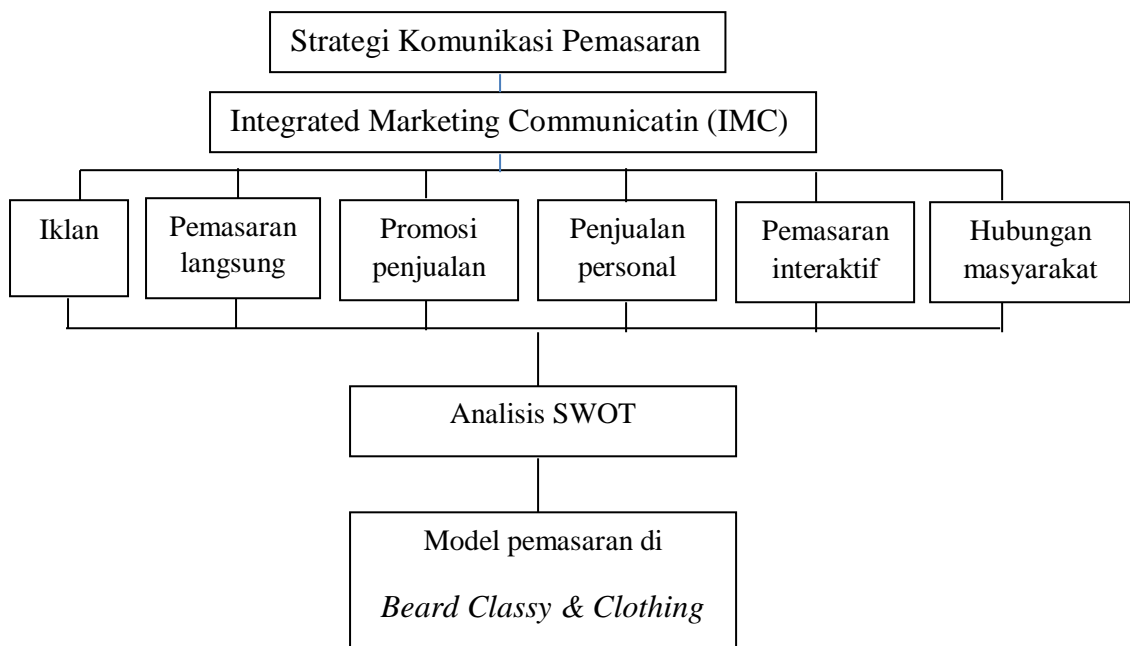 Strategi Komunikasi Pemasaran
Integrated Marketing Communicatin (IMC)
Iklan
Pemasaran
langsung
Promosi
penjualan
Penjualan
personal
Pemasaran
interaktif
Hubungan
masyarakat
Analisis SWOT
Model pemasaran di
Beard Classy & Clothing